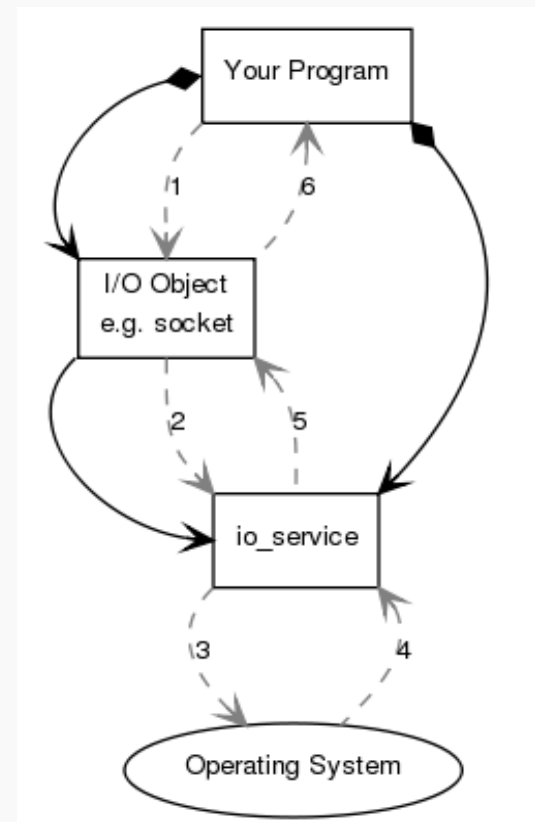 Your Program
1
6
I/O Object
e.g. socket
2
5
io_service
3
4
Operating System